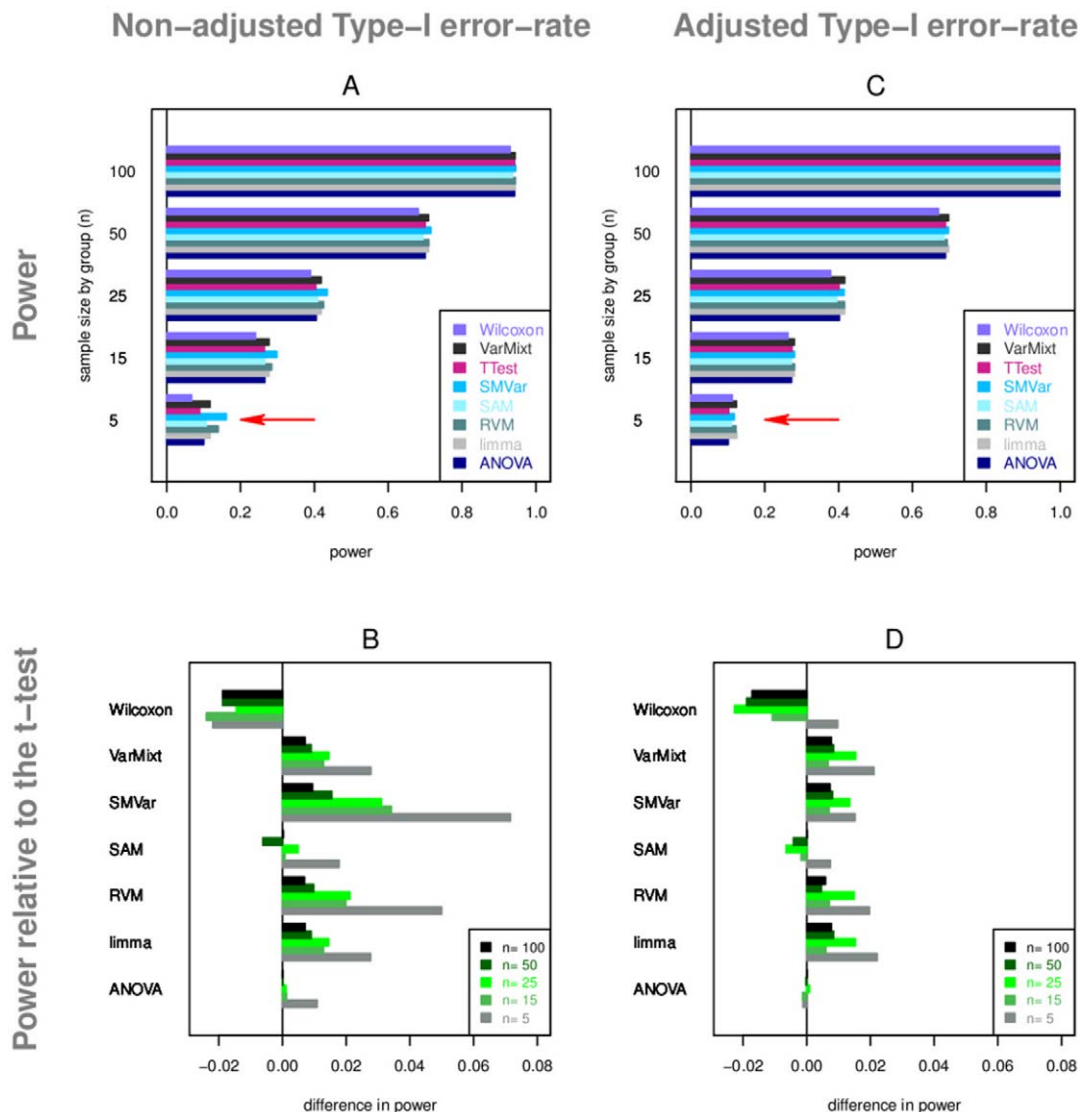 Non-adjusted Type-I error-rate
Adjusted Type-I error-rate
Power
A
sample size by group (n)
100
50
25
15
5
Wilcoxon
VarMixt
TTest
SMVar
SAM
RVM
limma
ANOVA
0.0 0.2 0.4 0.6 0.8 1.0
power
C
sample size by group (n)
100
50
25
15
5
Wilcoxon
VarMixt
TTest
SMVar
SAM
RVM
limma
ANOVA
0.0 0.2 0.4 0.6 0.8 1.0
power
Power relative to the t-test
B
Wilcoxon
VarMixt
SMVar
SAM
RVM
limma
ANOVA
n= 100
n= 50
n= 25
n= 15
n= 5
-0.02 0.00 0.02 0.04 0.06 0.08
difference in power
D
Wilcoxon
VarMixt
SMVar
SAM
RVM
limma
ANOVA
n= 100
n= 50
n= 25
n= 15
n= 5
-0.02 0.00 0.02 0.04 0.06 0.08
difference in power